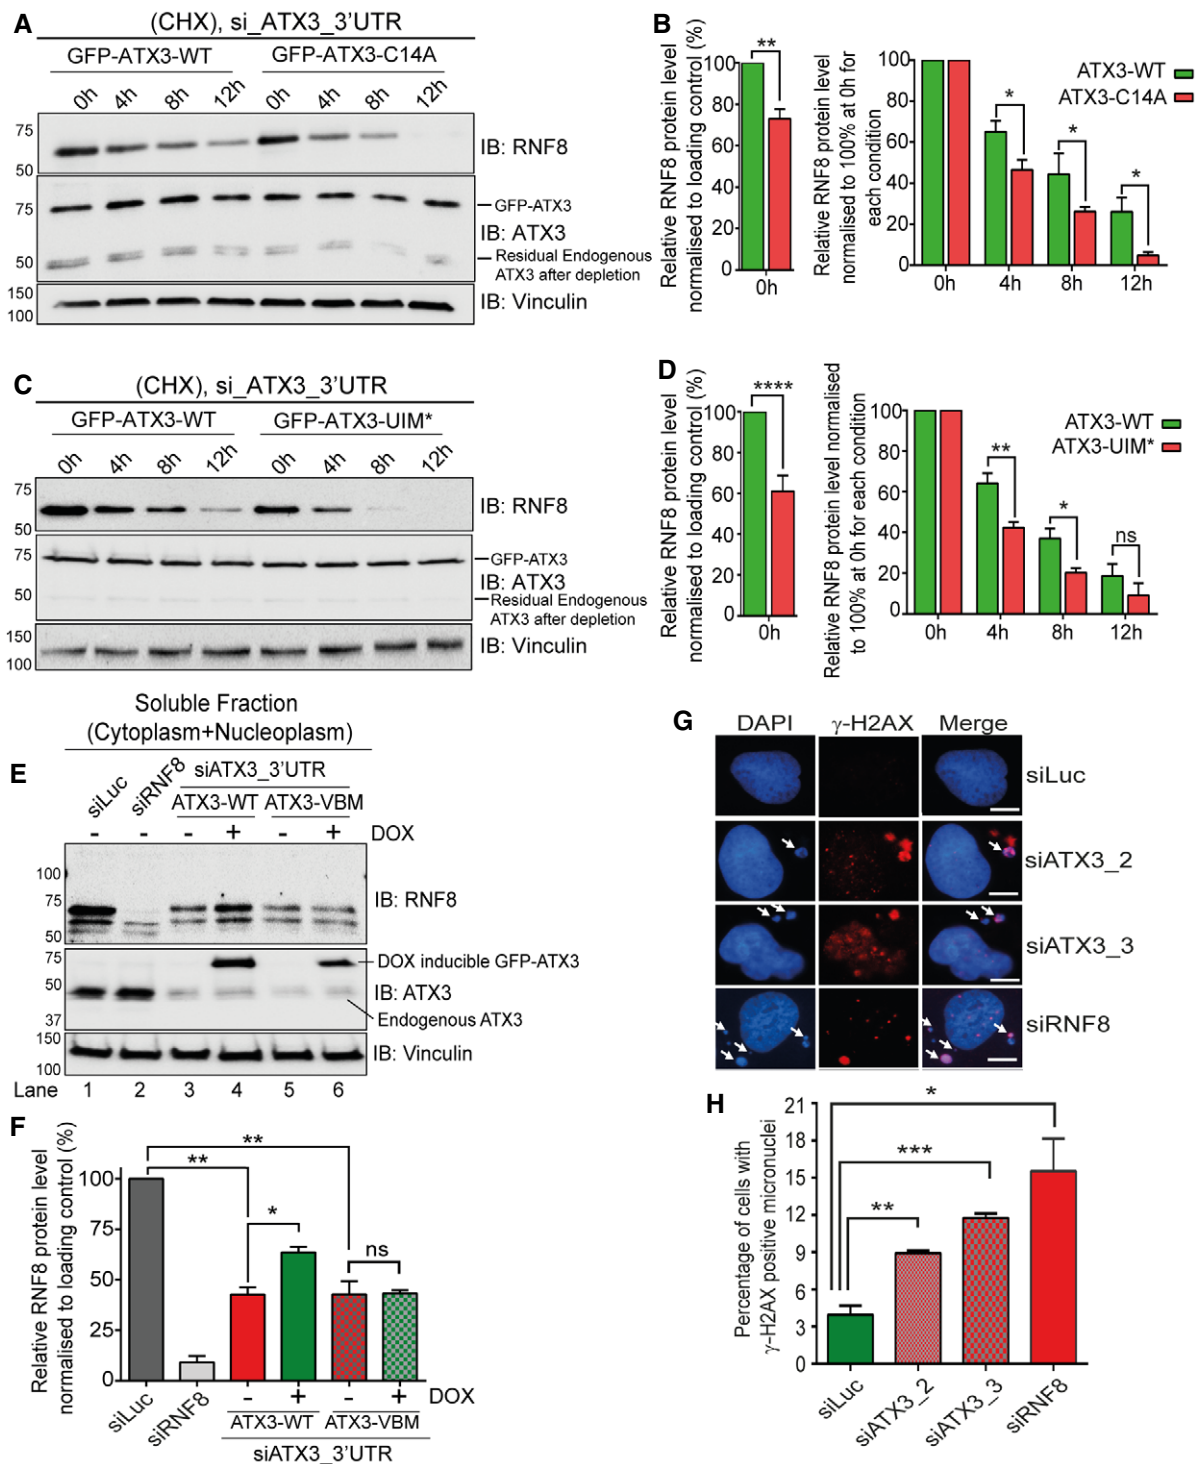 A
(CHX), si_ATX3_3'UTR
GFP-ATX3-WT GFP-ATX3-C14A
0h 4h 8h 12h 0h 4h 8h 12h
75
50
IB: RNF8
75
50
GFP-ATX3
IB: ATX3
Residual Endogenous
ATX3 after depletion
150
100
IB: Vinculin
B
Relative RNF8 protein level
normalised to loading control (%)
100
80
60
40
20
0
**
0h
Relative RNF8 protein level
normalised to 100% at 0h for
each condition
100
80
60
40
20
0
* * *
0h 4h 8h 12h
ATX3-WT
ATX3-C14A
C
(CHX), si_ATX3_3'UTR
GFP-ATX3-WT GFP-ATX3-UIM*
0h 4h 8h 12h 0h 4h 8h 12h
75
50
IB: RNF8
75
50
GFP-ATX3
IB: ATX3
Residual Endogenous
ATX3 after depletion
150
100
IB: Vinculin
D
Relative RNF8 protein level
normalised to loading control (%)
100
80
60
40
20
0
****
0h
Relative RNF8 protein level normalised
to 100% at 0h for each condition
100
80
60
40
20
0
** * ns
0h 4h 8h 12h
ATX3-WT
ATX3-UIM*
Soluble Fraction
(Cytoplasm+Nucleoplasm)
E
siLuc siRNF8 siATX3_3'UTR
ATX3-WT ATX3-VBM
- - - + - + DOX
100
75
50
IB: RNF8
75
50
37
DOX inducible GFP-ATX3
IB: ATX3
Endogenous ATX3
150
100
IB: Vinculin
Lane 1 2 3 4 5 6
F
Relative RNF8 protein level
normalised to loading control (%)
100
75
50
25
0
**
**
*
ns
siLuc siRNF8 - + - + DOX
ATX3-WT ATX3-VBM
siATX3_3'UTR
G
DAPI γ-H2AX Merge
siLuc
siATX3_2
siATX3_3
siRNF8
H
Percentage of cells with
γ-H2AX positive micronuclei
21
18
15
12
9
6
3
0
*
***
**
siLuc siATX3_2 siATX3_3 siRNF8